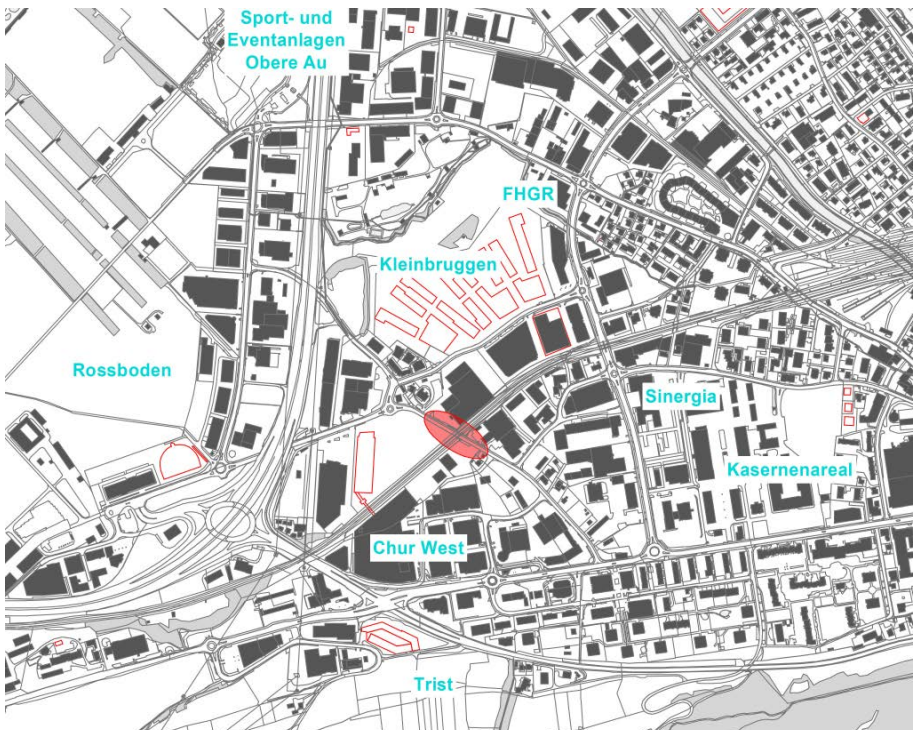 Sport- und
Eventanlagen
Obere Au
FHGR
Kleinbruggen
Rossboden
Sinergia
Kasernenareal
Chur West
Trist